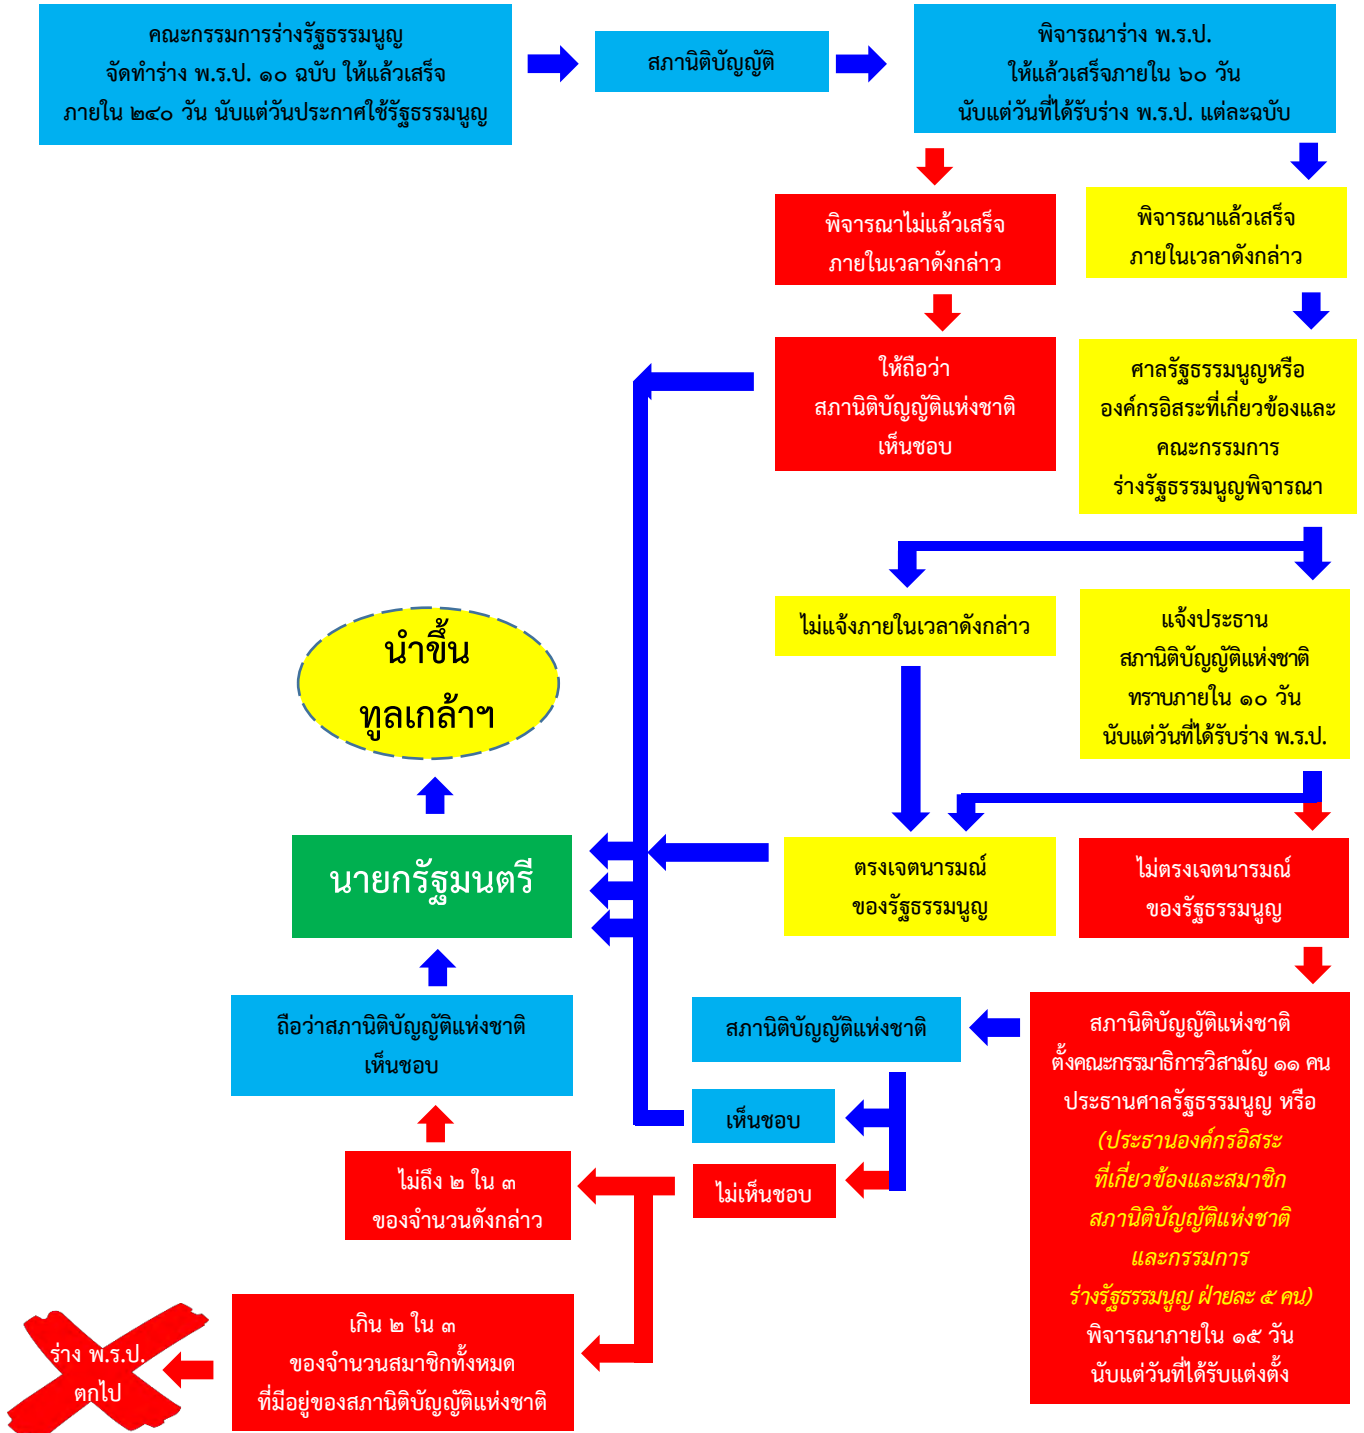 คณะกรรมการร่างรัฐธรรมนูญ
จัดทำร่าง พ.ร.ป. ๑๐ ฉบับ ให้แล้วเสร็จ
ภายใน ๒๔๐ วัน นับแต่วันประกาศใช้รัฐธรรมนูญ
สภานิติบัญญัติ
พิจารณาร่าง พ.ร.ป.
ให้แล้วเสร็จภายใน ๖๐ วัน
นับแต่วันที่ได้รับร่าง พ.ร.ป. แต่ละฉบับ
พิจารณาไม่แล้วเสร็จ
ภายในเวลาดังกล่าว
พิจารณาแล้วเสร็จ
ภายในเวลาดังกล่าว
ให้ถือว่า
สภานิติบัญญัติแห่งชาติ
เห็นชอบ
ศาลรัฐธรรมนูญหรือ
องค์กรอิสระที่เกี่ยวข้องและ
คณะกรรมการ
ร่างรัฐธรรมนูญพิจารณา
ไม่แจ้งภายในเวลาดังกล่าว
แจ้งประธาน
สภานิติบัญญัติแห่งชาติ
ทราบภายใน ๑๐ วัน
นับแต่วันที่ได้รับร่าง พ.ร.ป.
นำขึ้น
ทูลเกล้าฯ
นายกรัฐมนตรี
ตรงเจตนารมณ์
ของรัฐธรรมนูญ
ไม่ตรงเจตนารมณ์
ของรัฐธรรมนูญ
ถือว่าสภานิติบัญญัติแห่งชาติ
เห็นชอบ
สภานิติบัญญัติแห่งชาติ
เห็นชอบ
ไม่เห็นชอบ
สภานิติบัญญัติแห่งชาติ
ตั้งคณะกรรมาธิการวิสามัญ ๑๑ คน
ประธานศาลรัฐธรรมนูญ หรือ
(ประธานองค์กรอิสระ
ที่เกี่ยวข้องและสมาชิก
สภานิติบัญญัติแห่งชาติ
และกรรมการ
ร่างรัฐธรรมนูญ ฝ่ายละ ๕ คน)
พิจารณาภายใน ๑๕ วัน
นับแต่วันที่ได้รับแต่งตั้ง
ไม่ถึง ๒ ใน ๓
ของจำนวนดังกล่าว
เกิน ๒ ใน ๓
ของจำนวนสมาชิกทั้งหมด
ที่มีอยู่ของสภานิติบัญญัติแห่งชาติ
ร่าง พ.ร.ป.
ตกไป